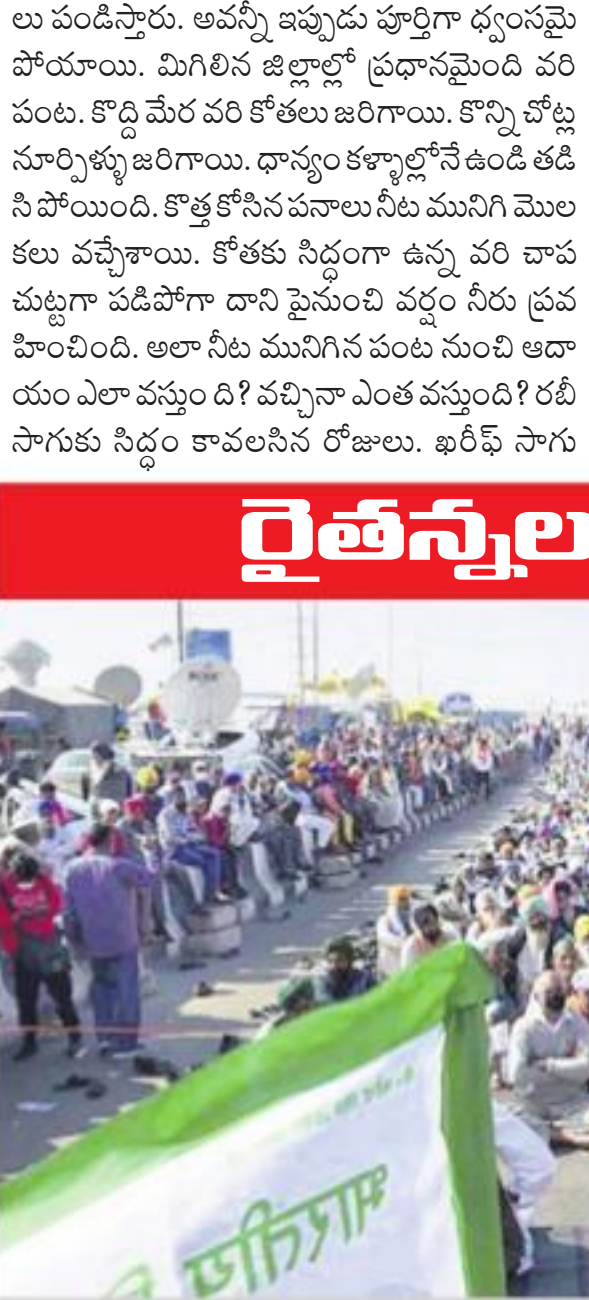 లు పండిస్తారు. అవన్నీ ఇప్పుడు పూర్తిగా ధ్వంసమై
పోయాయి. మిగిలిన జిల్లాల్లో ప్రధానమైంది వరి
పంట. కొద్ది మేర వరి కోతలు జరిగాయి. కొన్ని చోట్ల
నూర్పిళ్ళు జరిగాయి. ధాన్యం కళ్ళాల్లోనే ఉండి తడి
సి పోయింది. కొత్త కోసిన పనాలు నీట మునిగి మొల
కలు వచ్చేశాయి. కోతకు సిద్ధంగా ఉన్న వరి చాప
చుట్టగా పడిపోగా దాని పైనుంచి వర్షం నీరు ప్రవ
హించింది. అలా నీట మునిగిన పంట నుంచి ఆదా
యం ఎలా వస్తుం ది? వచ్చినా ఎంత వస్తుంది? రబీ
సాగుకు సిద్ధం కావలసిన రోజులు. ఖరీఫ్ సాగు
రైతన్నల